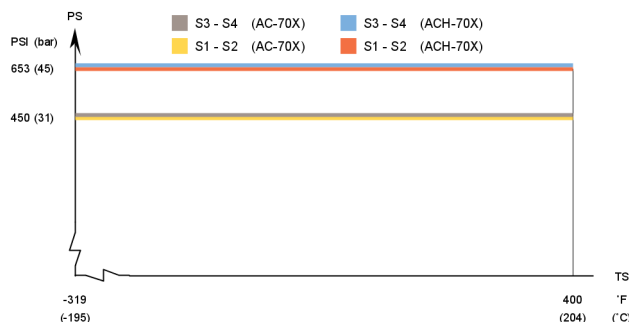 PS
S3 - S4 (AC-70X) S3 - S4 (ACH-70X)
PSI (bar) S1 - S2 (AC-70X) S1 - S2 (ACH-70X)
653 (45)
450 (31)
TS
-319 400 °F
(-195) (204) (°C)